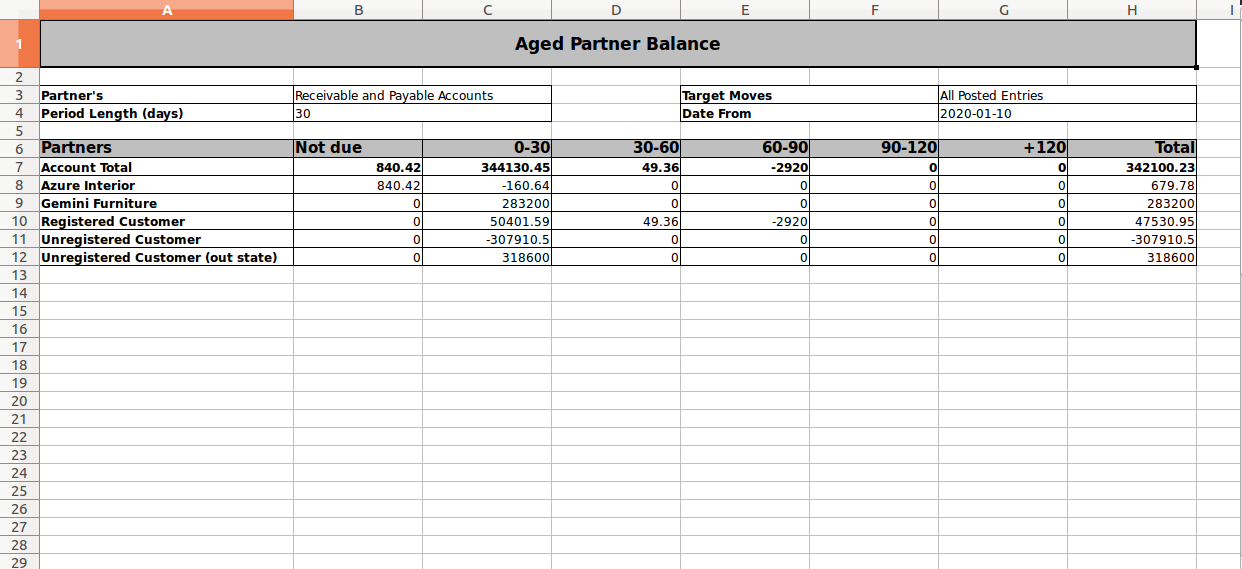 A B C D E F G H I
1 Aged Partner Balance
2
3 Partner's Receivable and Payable Accounts Target Moves All Posted Entries
4 Period Length (days) 30 Date From 2020-01-10
5
6 Partners Not due 0-30 30-60 60-90 90-120 +120 Total
7 Account Total 840.42 344130.45 49.36 -2920 0 0 342100.23
8 Azure Interior 840.42 -160.64 0 0 0 0 679.78
9 Gemini Furniture 0 283200 0 0 0 0 283200
10 Registered Customer 0 50401.59 49.36 -2920 0 0 47530.95
11 Unregistered Customer 0 -307910.5 0 0 0 0 -307910.5
12 Unregistered Customer (out state) 0 318600 0 0 0 0 318600
13
14
15
16
17
18
19
20
21
22
23
24
25
26
27
28
29